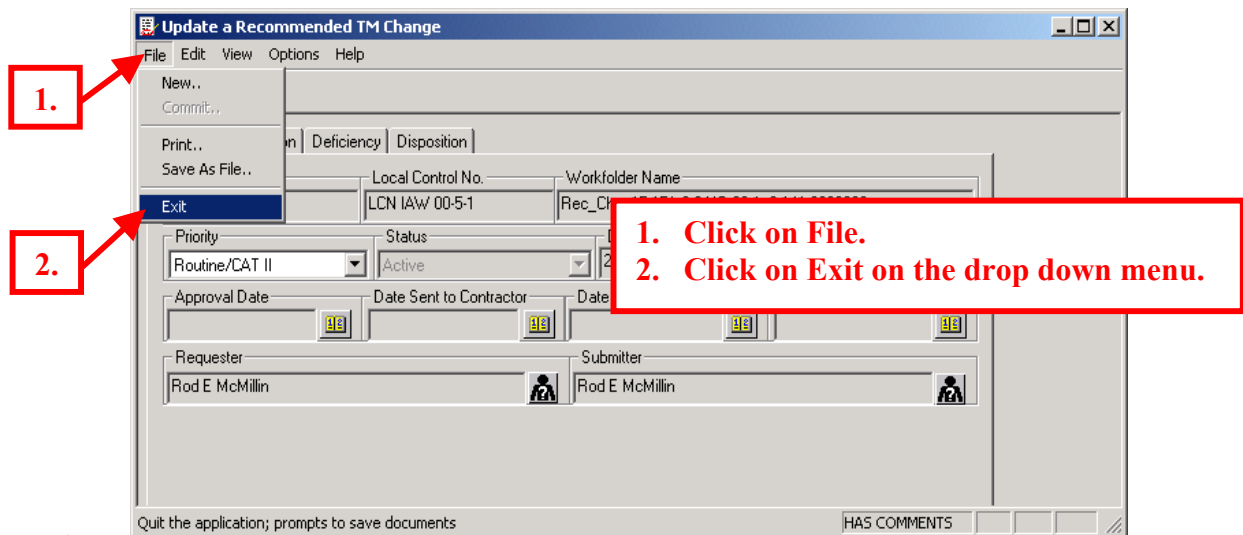 Update a Recommended TM Change
File Edit View Options Help
1.
New..
Commit..
Print..
Save As File..
Exit
Deficiency Disposition
Local Control No. Workfolder Name
LCN IAW 00-5-1
2.
Priority Status
Routine/CAT II Active
1. Click on File.
2. Click on Exit on the drop down menu.
Approval Date Date Sent to Contractor Date
Requester Submitter
Rod E McMillin Rod E McMillin
Quit the application; prompts to save documents HAS COMMENTS